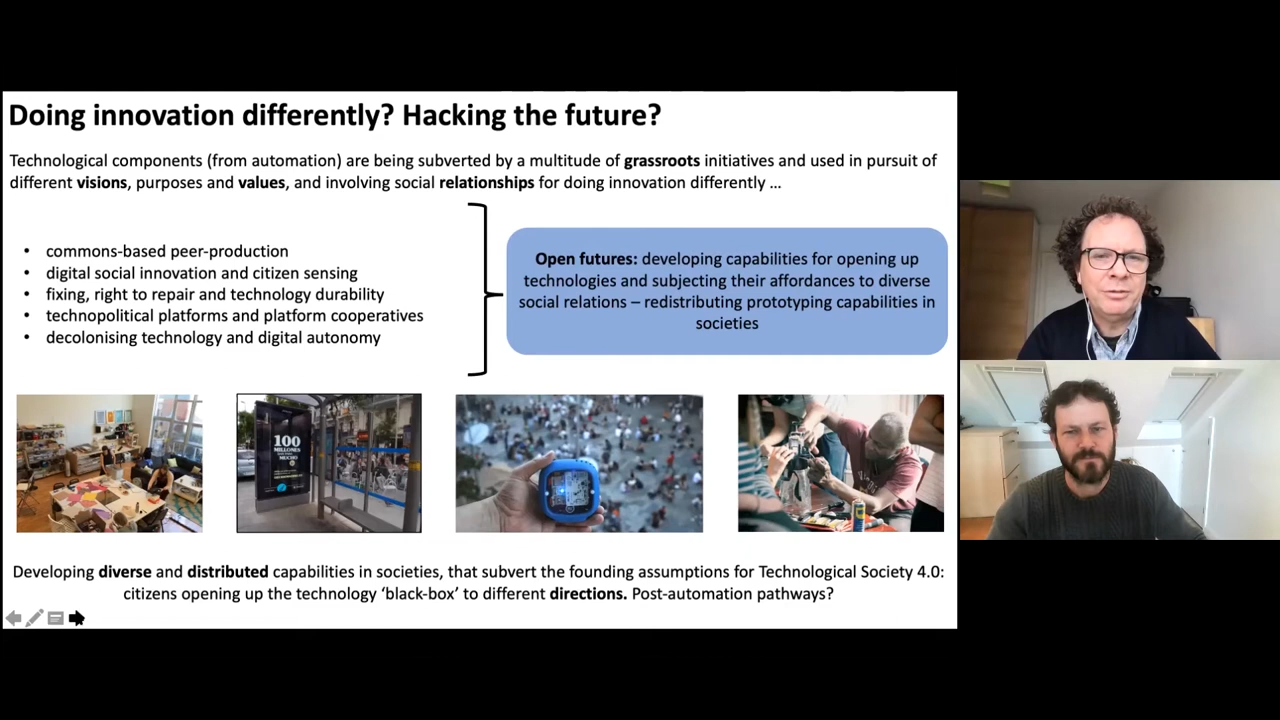 Doing innovation differently? Hacking the future?
Technological components (from automation) are being subverted by a multitude of grassroots initiatives and used in pursuit of
different visions, purposes and values, and involving social relationships for doing innovation differently ...
• commons-based peer-production
• digital social innovation and citizen sensing
• fixing, right to repair and technology durability
• technopolitical platforms and platform cooperatives
• decolonising technology and digital autonomy
Open futures: developing capabilities for opening up
technologies and subjecting their affordances to diverse
social relations – redistributing prototyping capabilities in
societies
100
MILLONES
MUCHO
Developing diverse and distributed capabilities in societies, that subvert the founding assumptions for Technological Society 4.0:
citizens opening up the technology ‘black-box’ to different directions. Post-automation pathways?